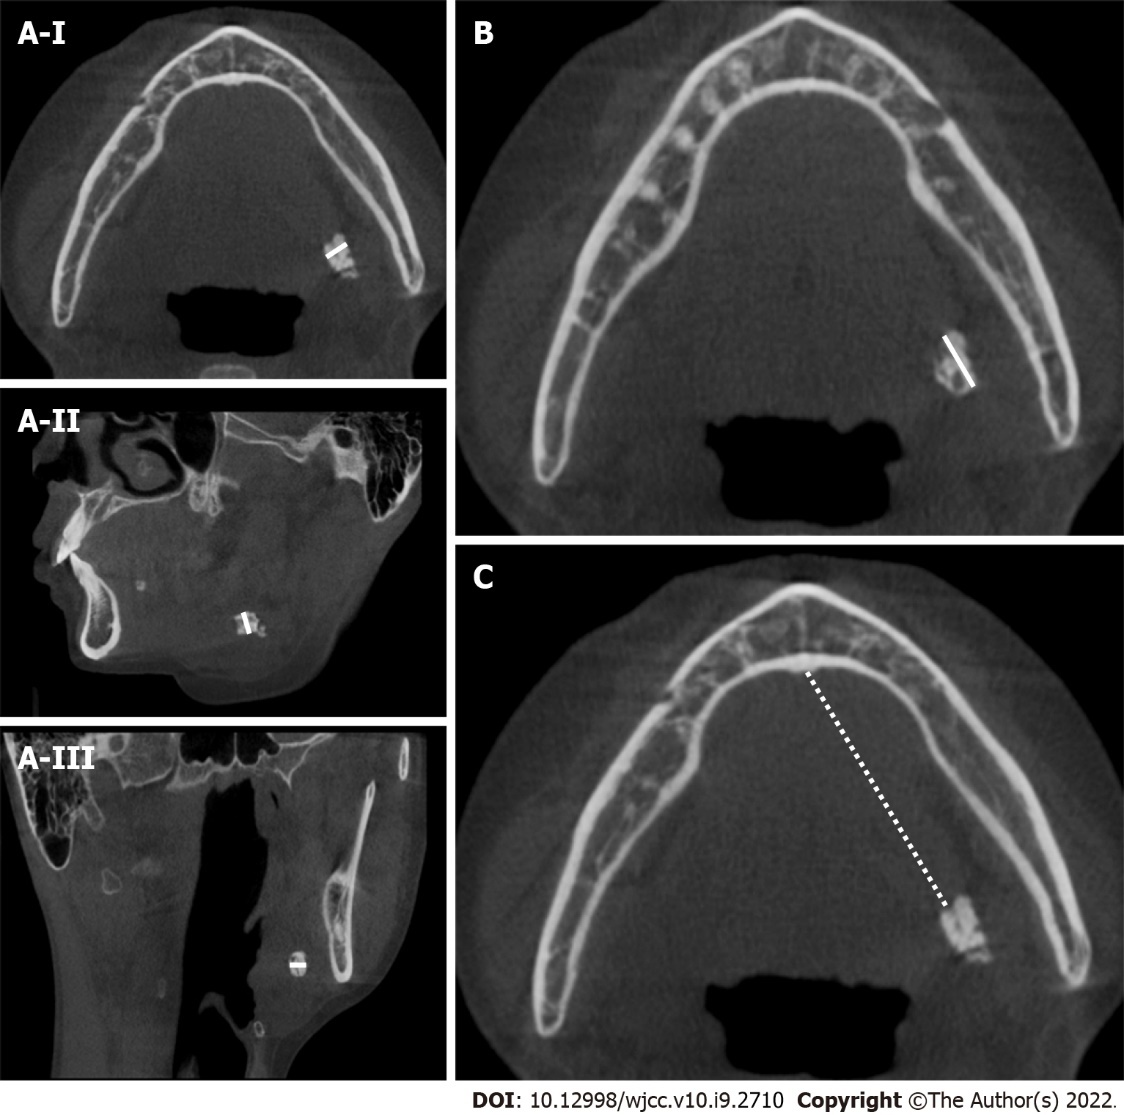 A-I
B
A-II
C
A-III
DOI: 10.12998/wjcc.v10.i9.2710 Copyright ©The Author(s) 2022.